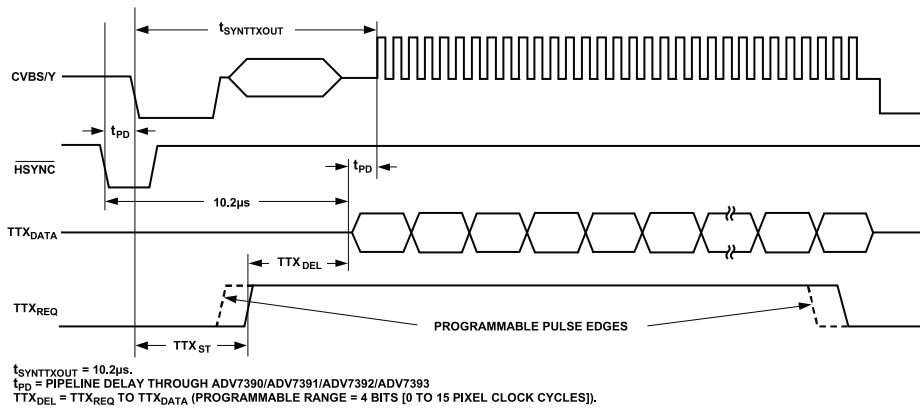 tSYNTTXOUT
CVBS/Y
tPD
HSYNC
tPD
10.2µs
TTXDATA
TTXDEL
TTXREQ
PROGRAMMABLE PULSE EDGES
TTXST
tSYNTTXOUT = 10.2µs.
tPD = PIPELINE DELAY THROUGH ADV7390/ADV7391/ADV7392/ADV7393
TTXDEL = TTXREQ TO TTXDATA (PROGRAMMABLE RANGE = 4 BITS [0 TO 15 PIXEL CLOCK CYCLES]).